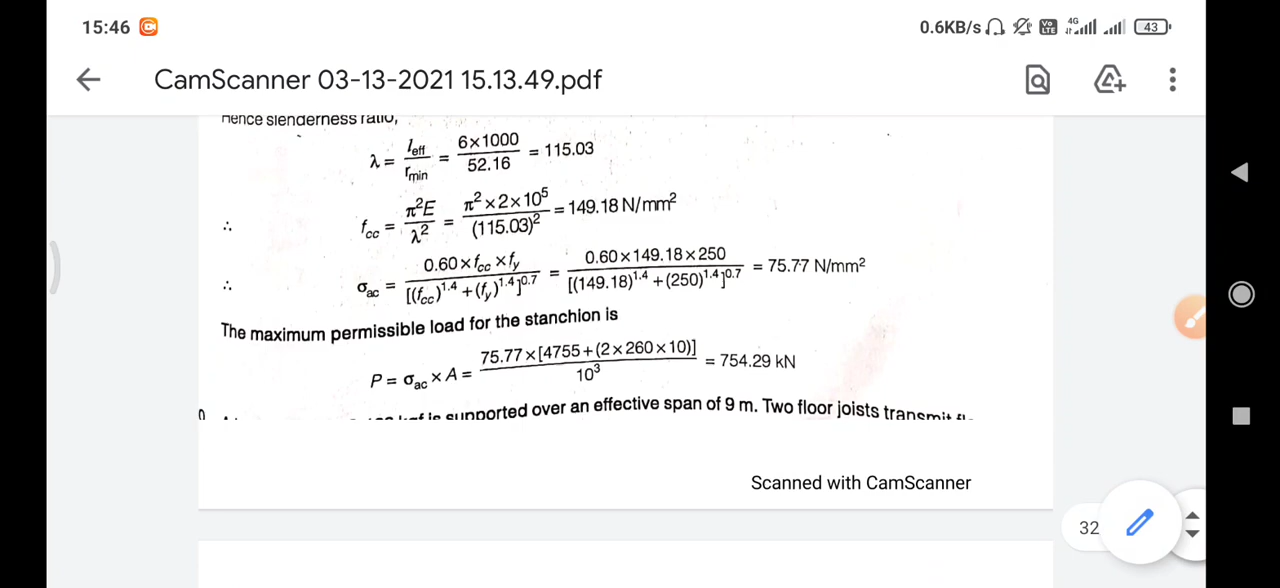 15:46 0.6KB/s 4G 43
CamScanner 03-13-2021 15.13.49.pdf
Hence slenderness ratio,
λ = l_eff / r_min = 6×1000 / 52.16 = 115.03
∴ f_cc = π²E / λ² = π²×2×10⁵ / (115.03)² = 149.18 N/mm²
∴ σ_ac = 0.60×f_cc×f_y / [(f_cc)^1.4 + (f_y)^1.4]^0.7 = 0.60×149.18×250 / [(149.18)^1.4 + (250)^1.4]^0.7 = 75.77 N/mm²
The maximum permissible load for the stanchion is
P = σ_ac × A = 75.77×[4755+(2×260×10)] / 10³ = 754.29 kN
is supported over an effective span of 9 m. Two floor joists transmit
Scanned with CamScanner
32